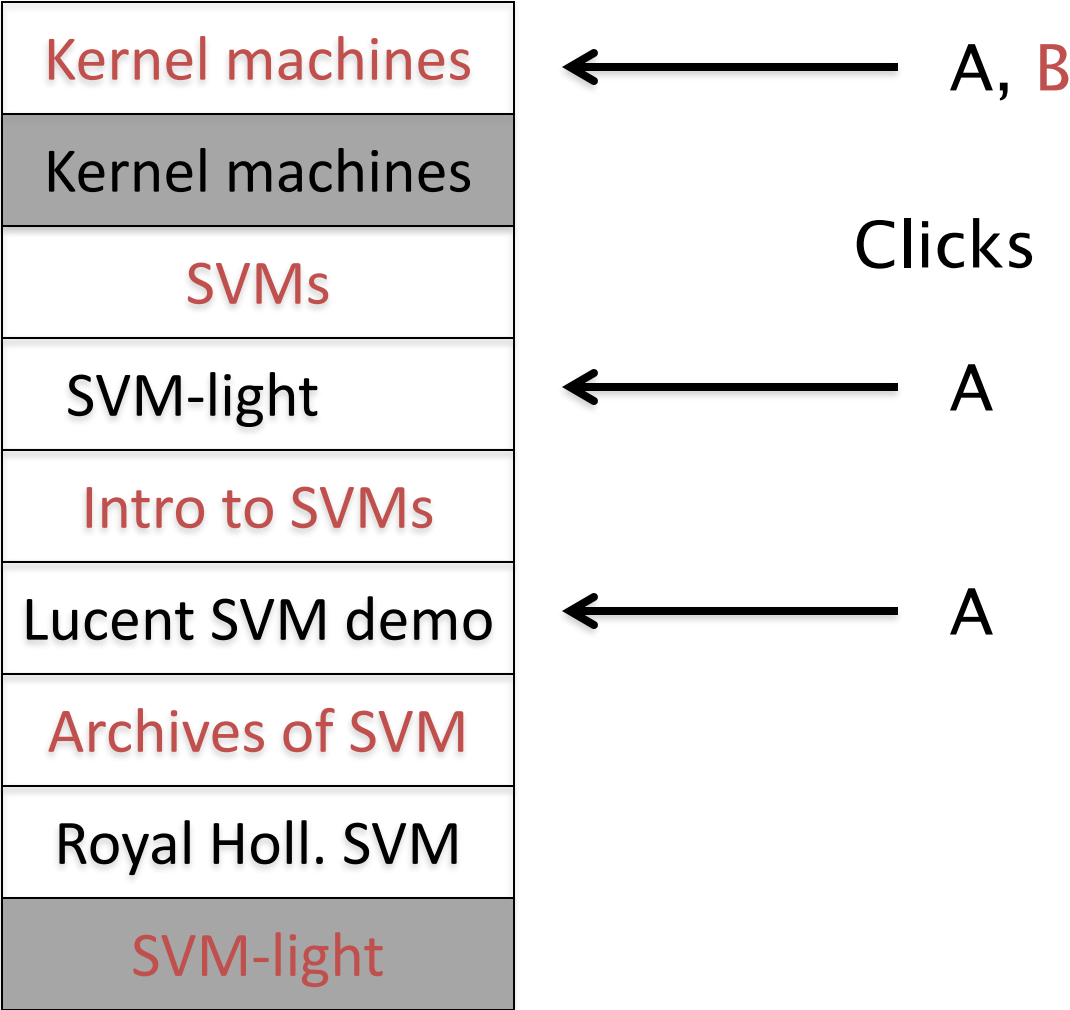 Kernel machines
A, B
Kernel machines
Clicks
SVMs
SVM-light
A
Intro to SVMs
Lucent SVM demo
A
Archives of SVM
Royal Holl. SVM
SVM-light